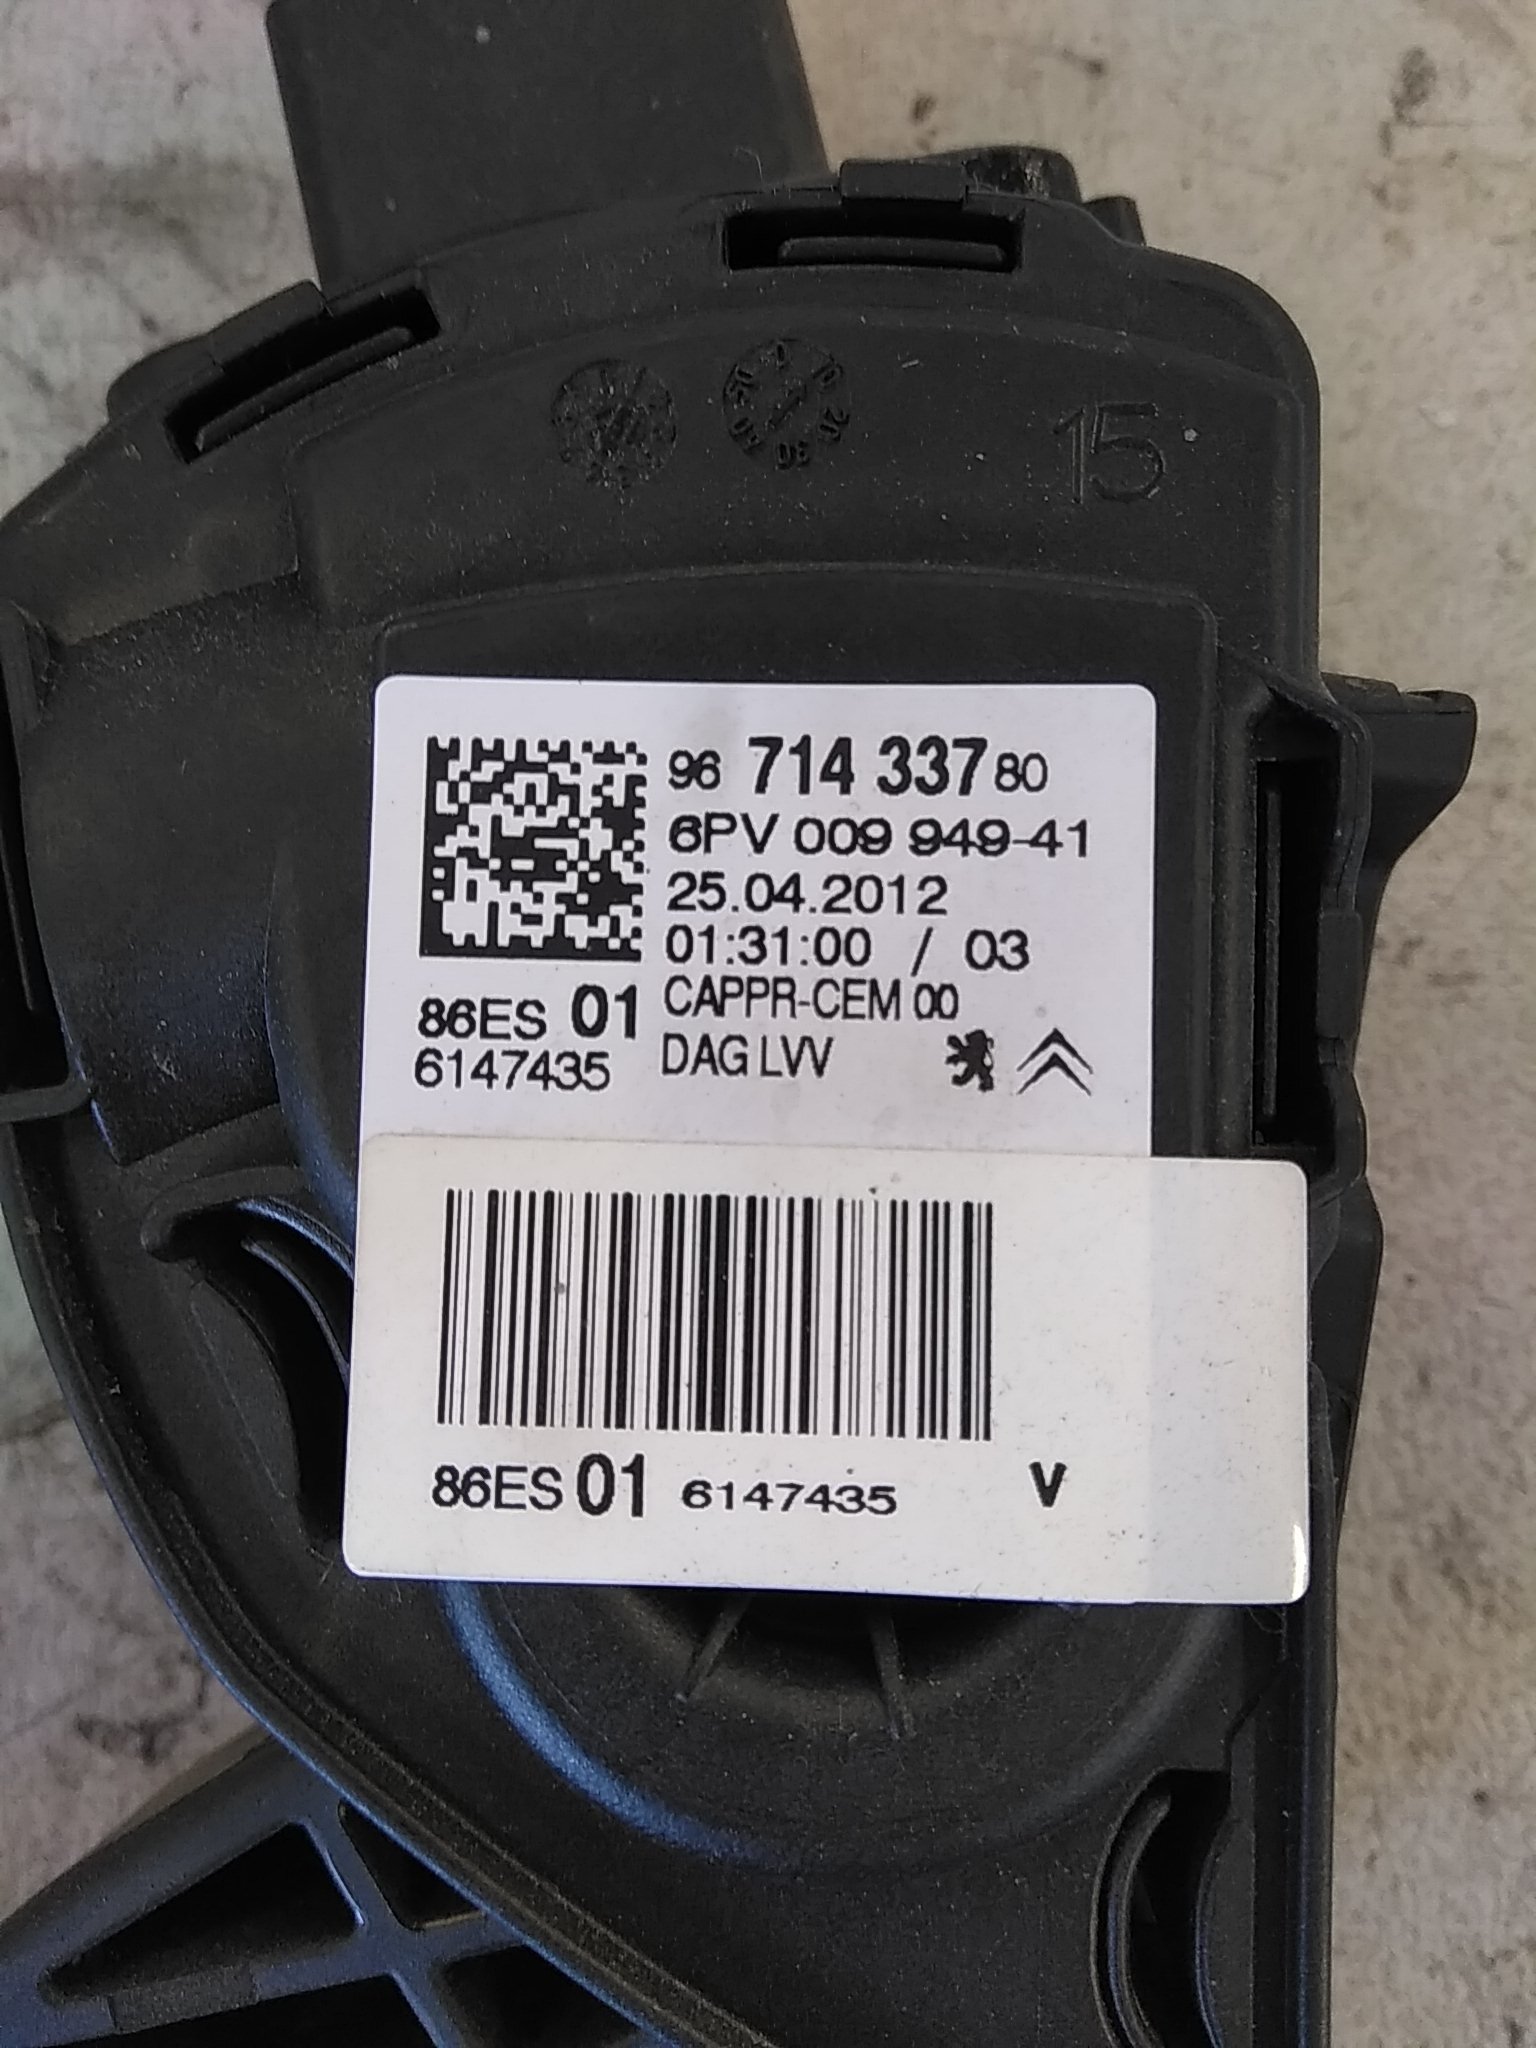 15
96 714 337 80
6PV 009 949-41
25.04.2012
01:31:00 / 03
CAPPR-CEM 00
86ES 01
DAG LVV
6147435
86ES 01 6147435 V